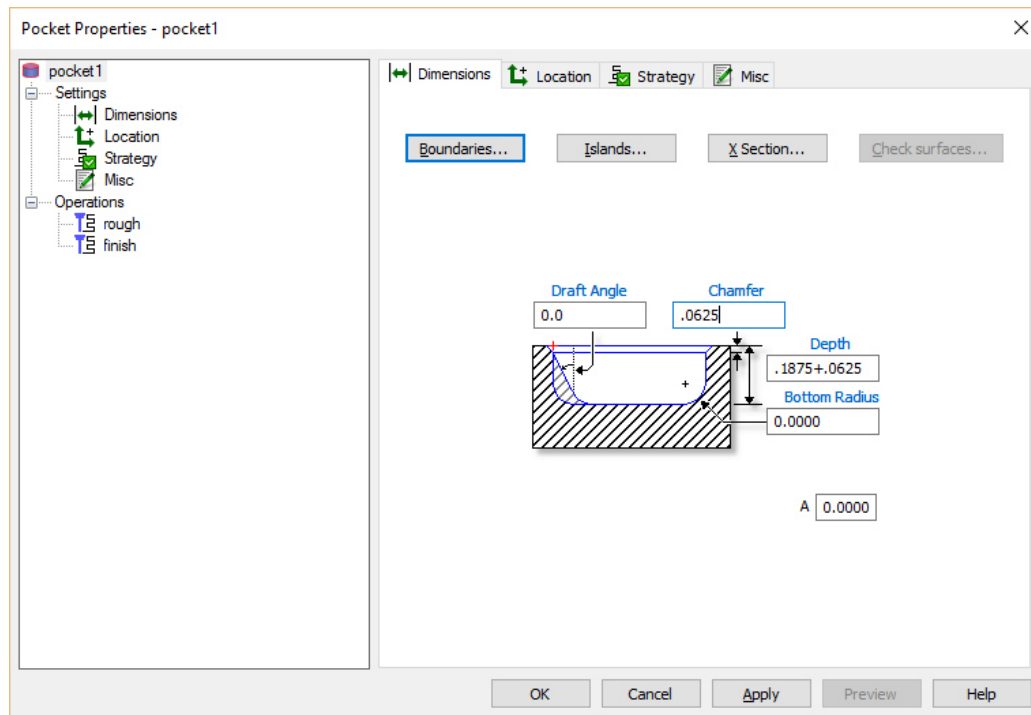 Pocket Properties - pocket1
pocket1
Settings
Dimensions
Location
Strategy
Misc
Operations
rough
finish
Dimensions Location Strategy Misc
Boundaries... Islands... X Section... Check surfaces...
Draft Angle Chamfer
0.0 .0625
Depth
.1875+.0625
Bottom Radius
0.0000
A 0.0000
OK Cancel Apply Preview Help